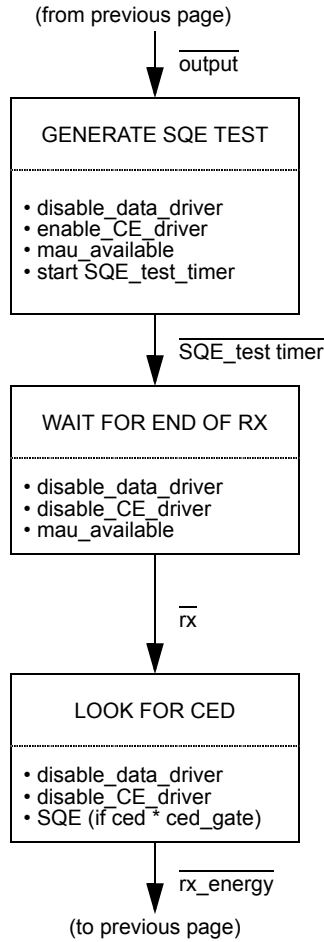 (from previous page)
output
GENERATE SQE TEST
• disable_data_driver
• enable_CE_driver
• mau_available
• start SQE_test_timer
SQE_test timer
WAIT FOR END OF RX
• disable_data_driver
• disable_CE_driver
• mau_available
rx
LOOK FOR CED
• disable_data_driver
• disable_CE_driver
• SQE (if ced * ced_gate)
rx_energy
(to previous page)